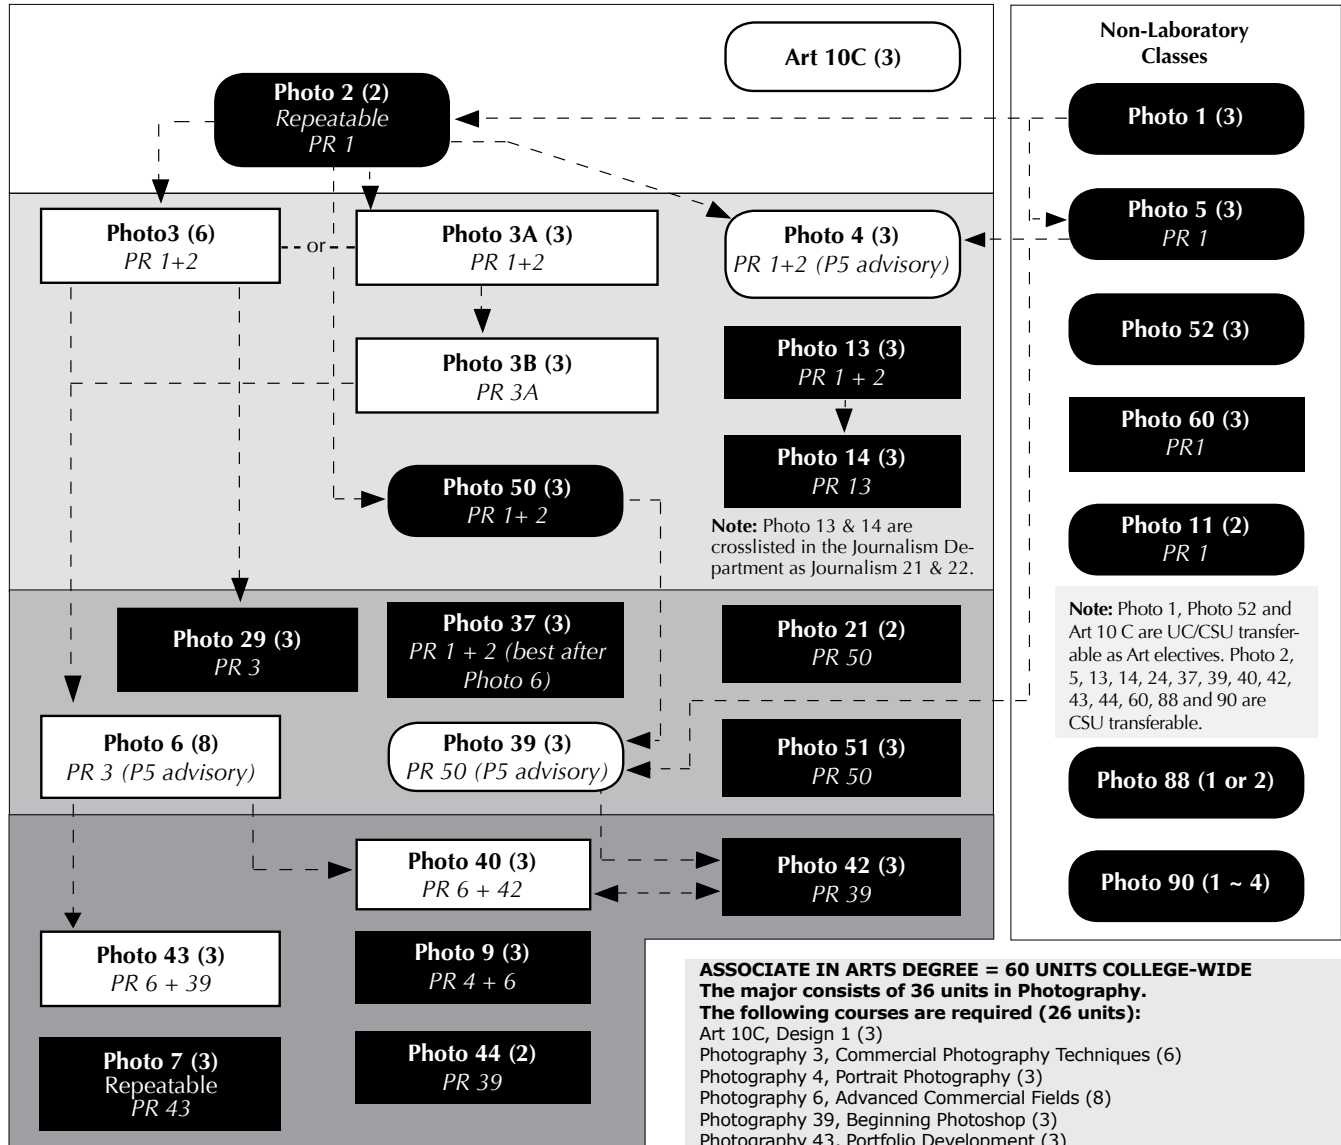 Art 10C (3)
Photo 2 (2)
Repeatable
PR 1
Photo3 (6)
PR 1+2
or
Photo 3A (3)
PR 1+2
Photo 4 (3)
PR 1+2 (P5 advisory)
Photo 3B (3)
PR 3A
Photo 13 (3)
PR 1 + 2
Photo 50 (3)
PR 1+ 2
Photo 14 (3)
PR 13
Note: Photo 13 & 14 are
crosslisted in the Journalism De-
partment as Journalism 21 & 22.
Photo 29 (3)
PR 3
Photo 37 (3)
PR 1 + 2 (best after
Photo 6)
Photo 21 (2)
PR 50
Photo 6 (8)
PR 3 (P5 advisory)
Photo 39 (3)
PR 50 (P5 advisory)
Photo 51 (3)
PR 50
Photo 40 (3)
PR 6 + 42
Photo 42 (3)
PR 39
Photo 43 (3)
PR 6 + 39
Photo 9 (3)
PR 4 + 6
Photo 7 (3)
Repeatable
PR 43
Photo 44 (2)
PR 39
Non-Laboratory
Classes
Photo 1 (3)
Photo 5 (3)
PR 1
Photo 52 (3)
Photo 60 (3)
PR1
Photo 11 (2)
PR 1
Note: Photo 1, Photo 52 and
Art 10 C are UC/CSU transfer-
able as Art electives. Photo 2,
5, 13, 14, 24, 37, 39, 40, 42,
43, 44, 60, 88 and 90 are
CSU transferable.
Photo 88 (1 or 2)
Photo 90 (1 ~ 4)
ASSOCIATE IN ARTS DEGREE = 60 UNITS COLLEGE-WIDE
The major consists of 36 units in Photography.
The following courses are required (26 units):
Art 10C, Design 1 (3)
Photography 3, Commercial Photography Techniques (6)
Photography 4, Portrait Photography (3)
Photography 6, Advanced Commercial Fields (8)
Photography 39, Beginning Photoshop (3)
Photography 43, Portfolio Development (3)